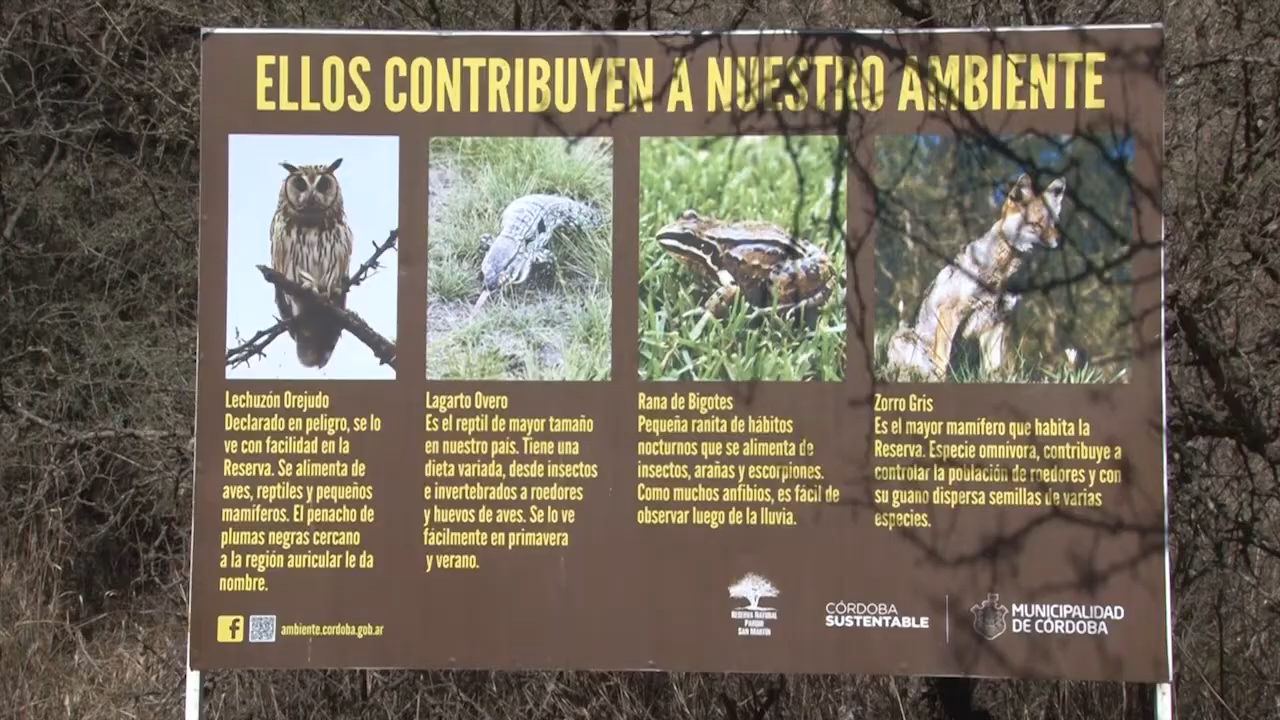 ELLOS CONTRIBUYEN A NUESTRO AMBIENTE
Lechuzón Orejudo
Declarado en peligro, se lo
ve con facilidad en la
Reserva. Se alimenta de
aves, reptiles y pequeños
mamíferos. El penacho de
plumas negras cercano
a la región auricular le da
nombre.
Lagarto Overo
Es el reptil de mayor tamaño
en nuestro país. Tiene una
dieta variada, desde insectos
e invertebrados a roedores
y huevos de aves. Se lo ve
fácilmente en primavera
y verano.
Rana de Bigotes
Pequeña ranita de hábitos
nocturnos que se alimenta de
insectos, arañas y escorpiones.
Como muchos anfibios, es fácil de
observar luego de la lluvia.
Zorro Gris
Es el mayor mamífero que habita la
Reserva. Especie omnivora, contribuye a
controlar la población de roedores y con
su guano dispersa semillas de varias
especies.
f
ambiente.cordoba.gob.ar
RESERVA NATURAL
PARQUE
SAN MARTÍN
CÓRDOBA
SUSTENTABLE
MUNICIPALIDAD
DE CÓRDOBA